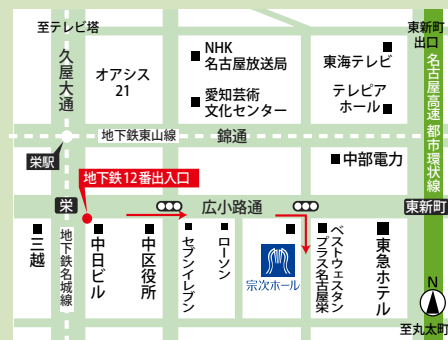 至テレビ塔
久屋大通
オアシス
21
NHK
名古屋放送局
愛知芸術
文化センター
東海テレビ
テレピア
ホール
東新町
出口
名古屋高速 都市環状線
地下鉄東山線
錦通
栄駅
中部電力
地下鉄12番出入口
栄
広小路通
東新町
三越
地下鉄名城線
中日ビル
中区役所
セブンイレブン
ローソン
宗次ホール
ベストウェスタン
プラス名古屋栄
東急ホテル
N
至丸太町